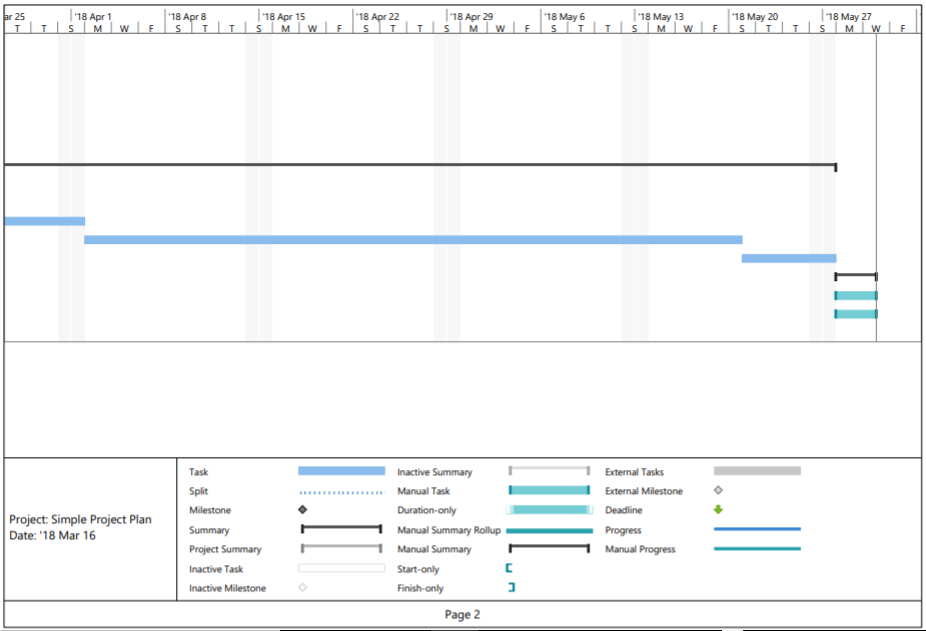 ar 25 '18 Apr 1 '18 Apr 8 '18 Apr 15 '18 Apr 22 '18 Apr 29 '18 May 6 '18 May 13 '18 May 20 '18 May 27
T T S M W F S T T S M W F S T T S M W F S T T S M W F S T T S M W F
Project: Simple Project Plan
Date: '18 Mar 16
Task
Split
Milestone
Summary
Project Summary
Inactive Task
Inactive Milestone
Inactive Summary
Manual Task
Duration-only
Manual Summary Rollup
Manual Summary
Start-only
Finish-only
External Tasks
External Milestone
Deadline
Progress
Manual Progress
Page 2